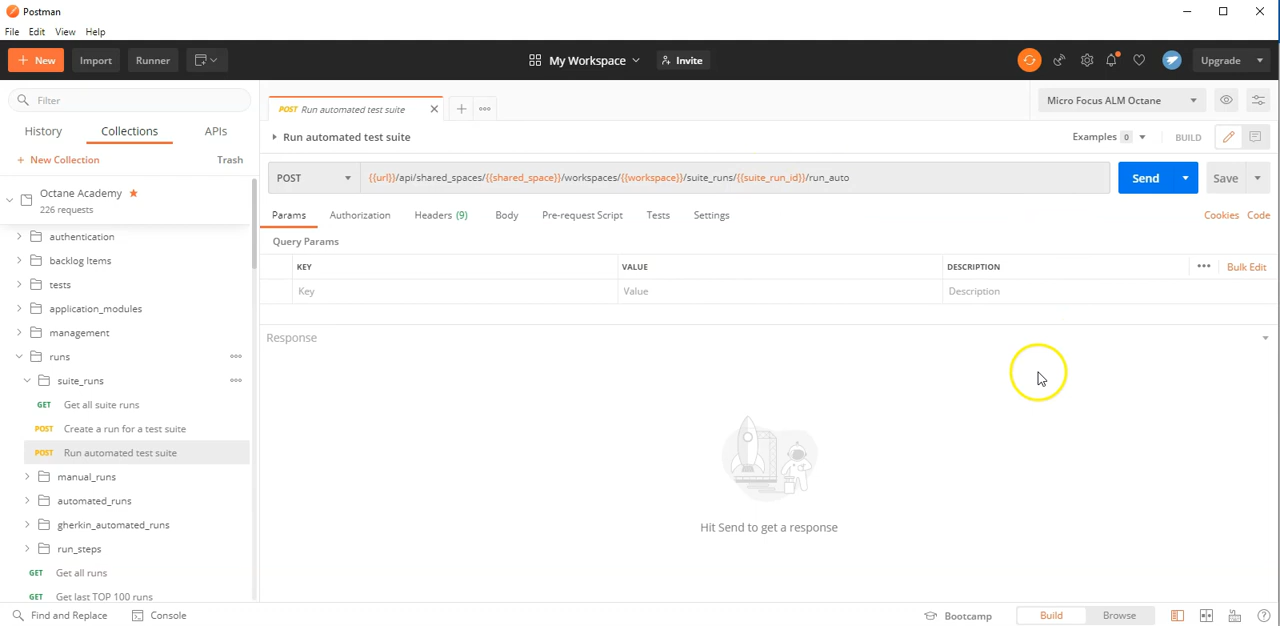 Postman
File Edit View Help
+ New Import Runner My Workspace Invite Upgrade
Filter
History Collections APIs
+ New Collection Trash
Octane Academy
226 requests
authentication
backlog items
tests
application_modules
management
runs
suite_runs
GET Get all suite runs
POST Create a run for a test suite
POST Run automated test suite
manual_runs
automated_runs
gherkin_automated_runs
run_steps
GET Get all runs
GET Get last TOP 100 runs
POST Run automated test suite
Micro Focus ALM Octane
Run automated test suite
Examples 0 BUILD
POST {{url}}/api/shared_spaces/{{shared_space}}/workspaces/{{workspace}}/suite_runs/{{suite_run_id}}/run_auto Send Save
Params Authorization Headers (9) Body Pre-request Script Tests Settings Cookies Code
Query Params
KEY VALUE DESCRIPTION Bulk Edit
Key Value Description
Response
Hit Send to get a response
Find and Replace Console Bootcamp Build Browse